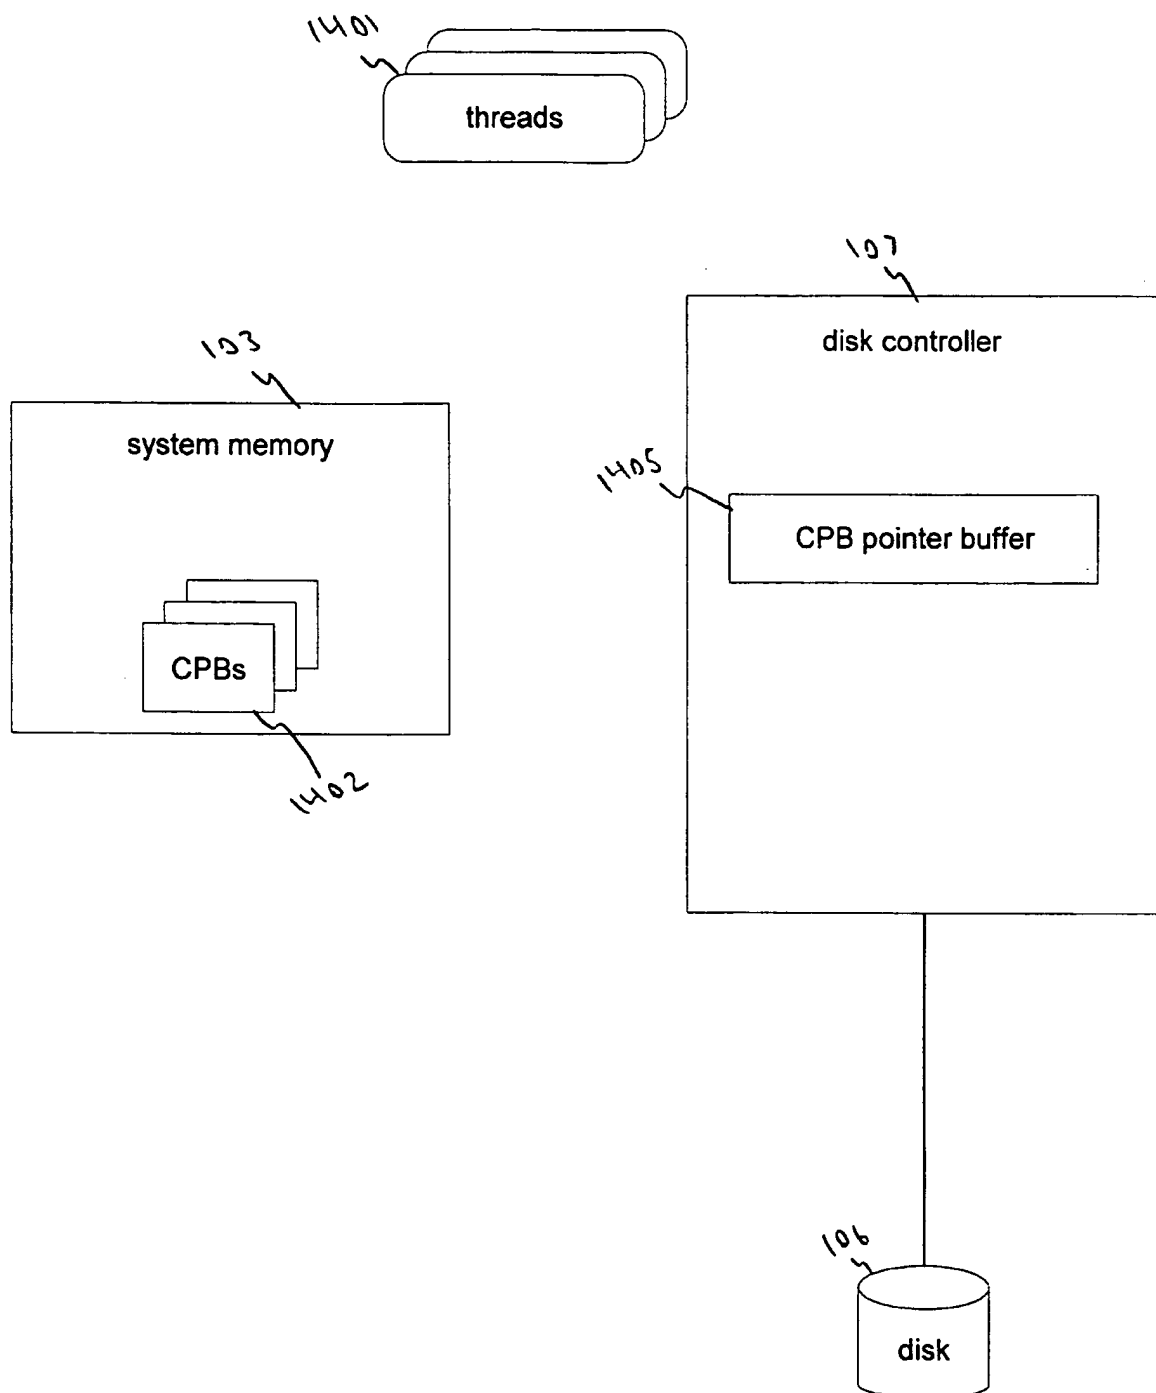 1401
threads
107
disk controller
103
system memory
1405
CPB pointer buffer
CPBs
1402
106
disk